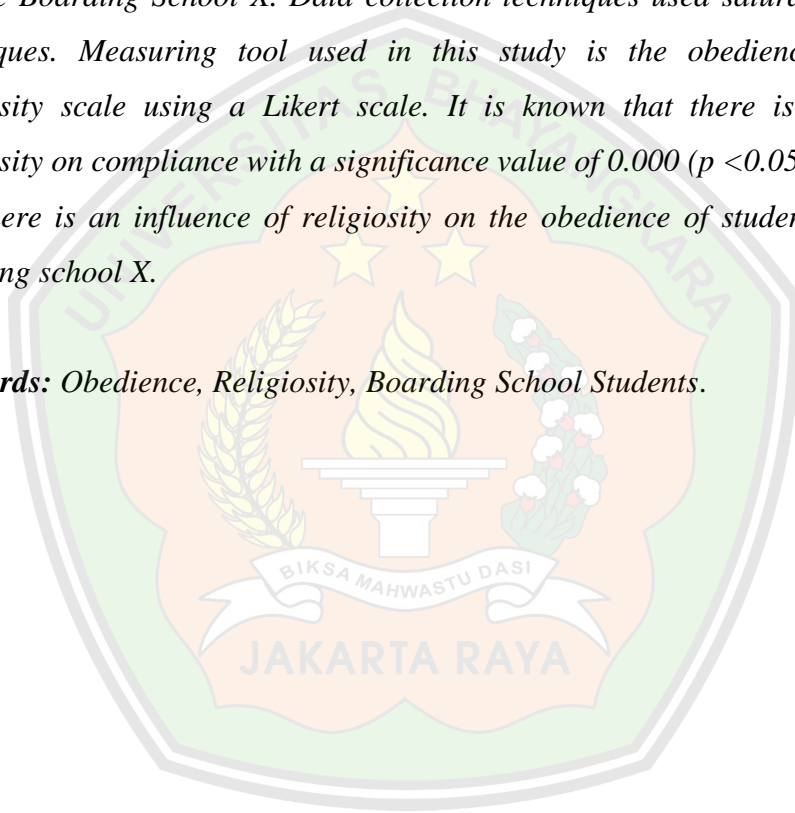 e Boarding School X. Data collection techniques used satura
ques. Measuring tool used in this study is the obedienc
sity scale using a Likert scale. It is known that there is
sity on compliance with a significance value of 0.000 (p <0.05
here is an influence of religiosity on the obedience of studen
ng school X.
rds: Obedience, Religiosity, Boarding School Students.
UNIVERSITAS BHAYANGKARA
BIKSA MAHWASTU DASI
JAKARTA RAYA